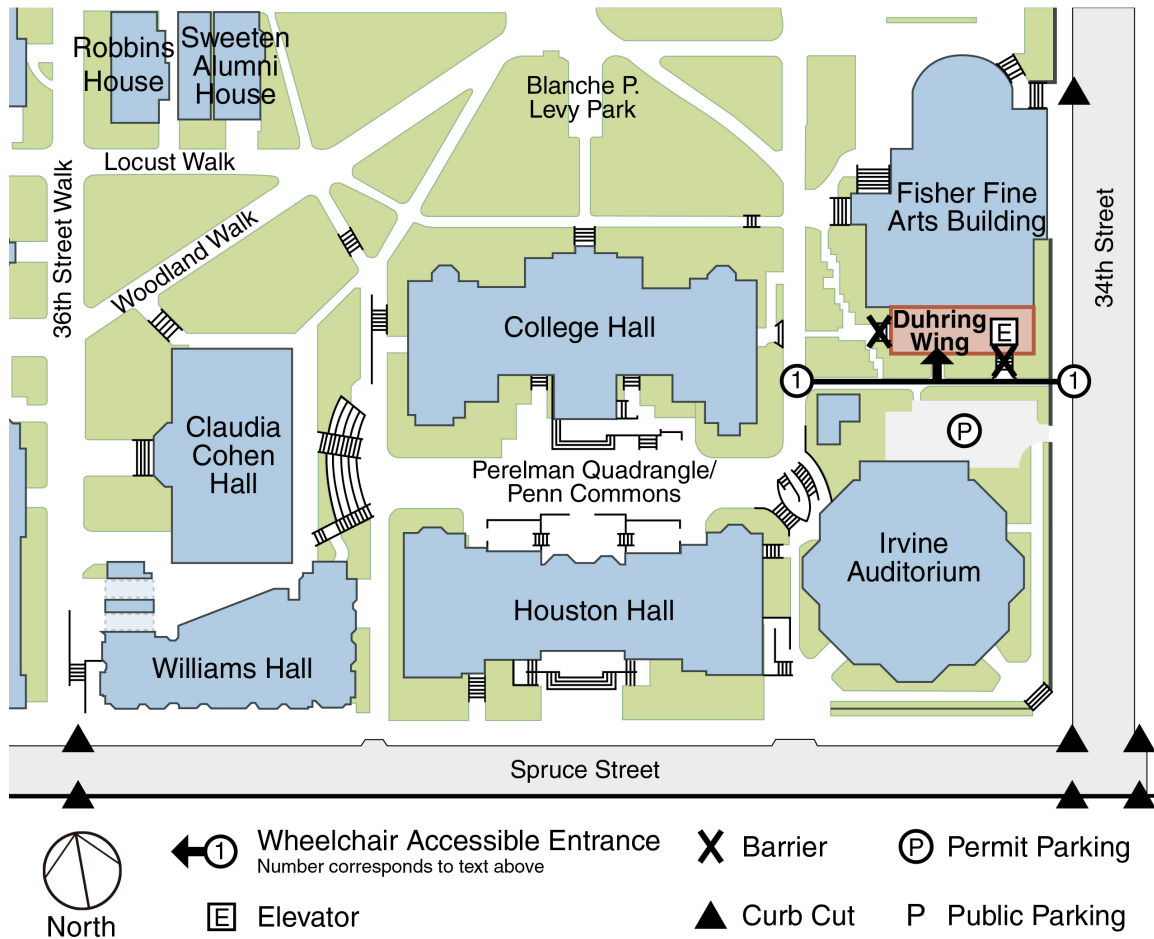 Robbins
House
Sweeten
Alumni
House
Blanche P.
Levy Park
Locust Walk
36th Street Walk
Woodland Walk
Fisher Fine
Arts Building
34th Street
College Hall
Duhring
Wing
E
1
1
P
Claudia
Cohen
Hall
Perelman Quadrangle/
Penn Commons
Irvine
Auditorium
Houston Hall
Williams Hall
Spruce Street
1 Wheelchair Accessible Entrance
Number corresponds to text above
Barrier
P Permit Parking
North
E Elevator
Curb Cut
P Public Parking